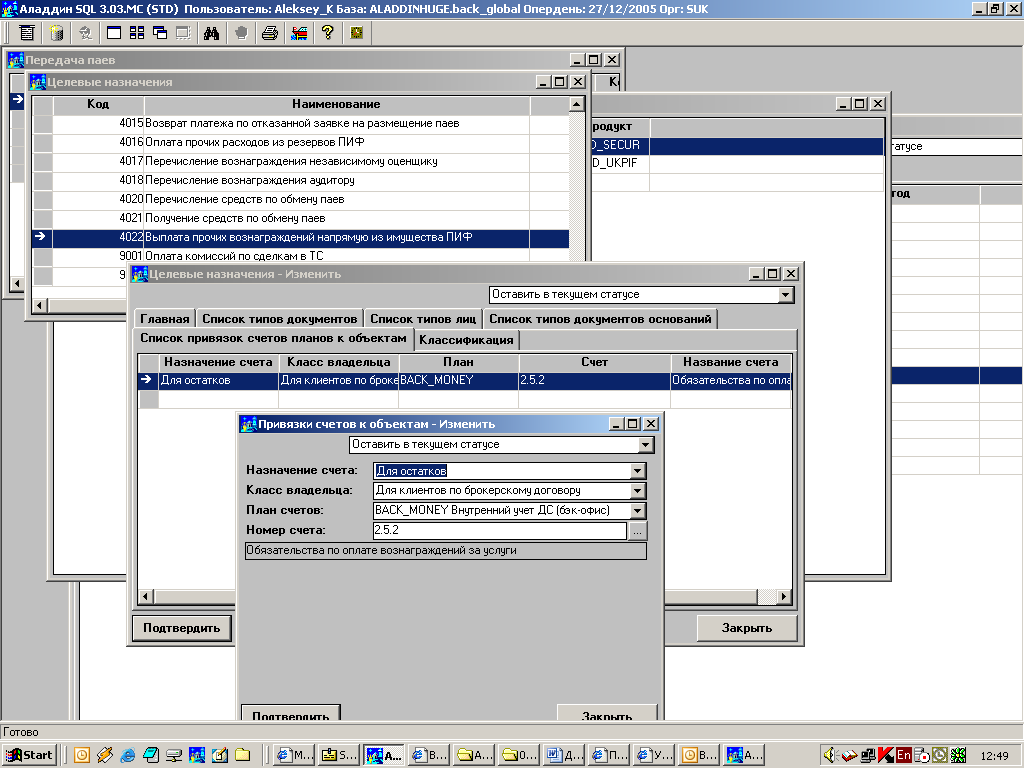 Аладдин SQL 3.03.MC (STD) Пользователь: Aleksey_K База: ALADDINHUGE.back_global Опердень: 27/12/2005 Орг: SUK
Передача паев
Целевые назначения
Код Наименование
4015 Возврат платежа по отказанной заявке на размещение паев
4016 Оплата прочих расходов из резервов ПИФ
4017 Перечисление вознаграждения независимому оценщику
4018 Перечисление вознаграждения аудитору
4020 Перечисление средств по обмену паев
4021 Получение средств по обмену паев
4022 Выплата прочих вознаграждений напрямую из имущества ПИФ
9001 Оплата комиссий по сделкам в ТС
9
родукт
D_SECUR
D_UKPIF
татусе
год
Целевые назначения - Изменить
Оставить в текущем статусе
Главная Список типов документов Список типов лиц Список типов документов оснований
Список привязок счетов планов к объектам Классификация
Назначение счета Класс владельца План Счет Название счета
Для остатков Для клиентов по броке BACK_MONEY 2.5.2 Обязательства по опла
Привязки счетов к объектам - Изменить
Оставить в текущем статусе
Назначение счета: Для остатков
Класс владельца: Для клиентов по брокерскому договору
План счетов: BACK_MONEY Внутренний учет ДС (бэк-офис)
Номер счета: 2.5.2 ...
Обязательства по оплате вознаграждений за услуги
Подтвердить Закрыть
Подтвердить Закрыть
Готово
Start M... S... A... B... A... O... Д... П... У... В... А... En 12:49